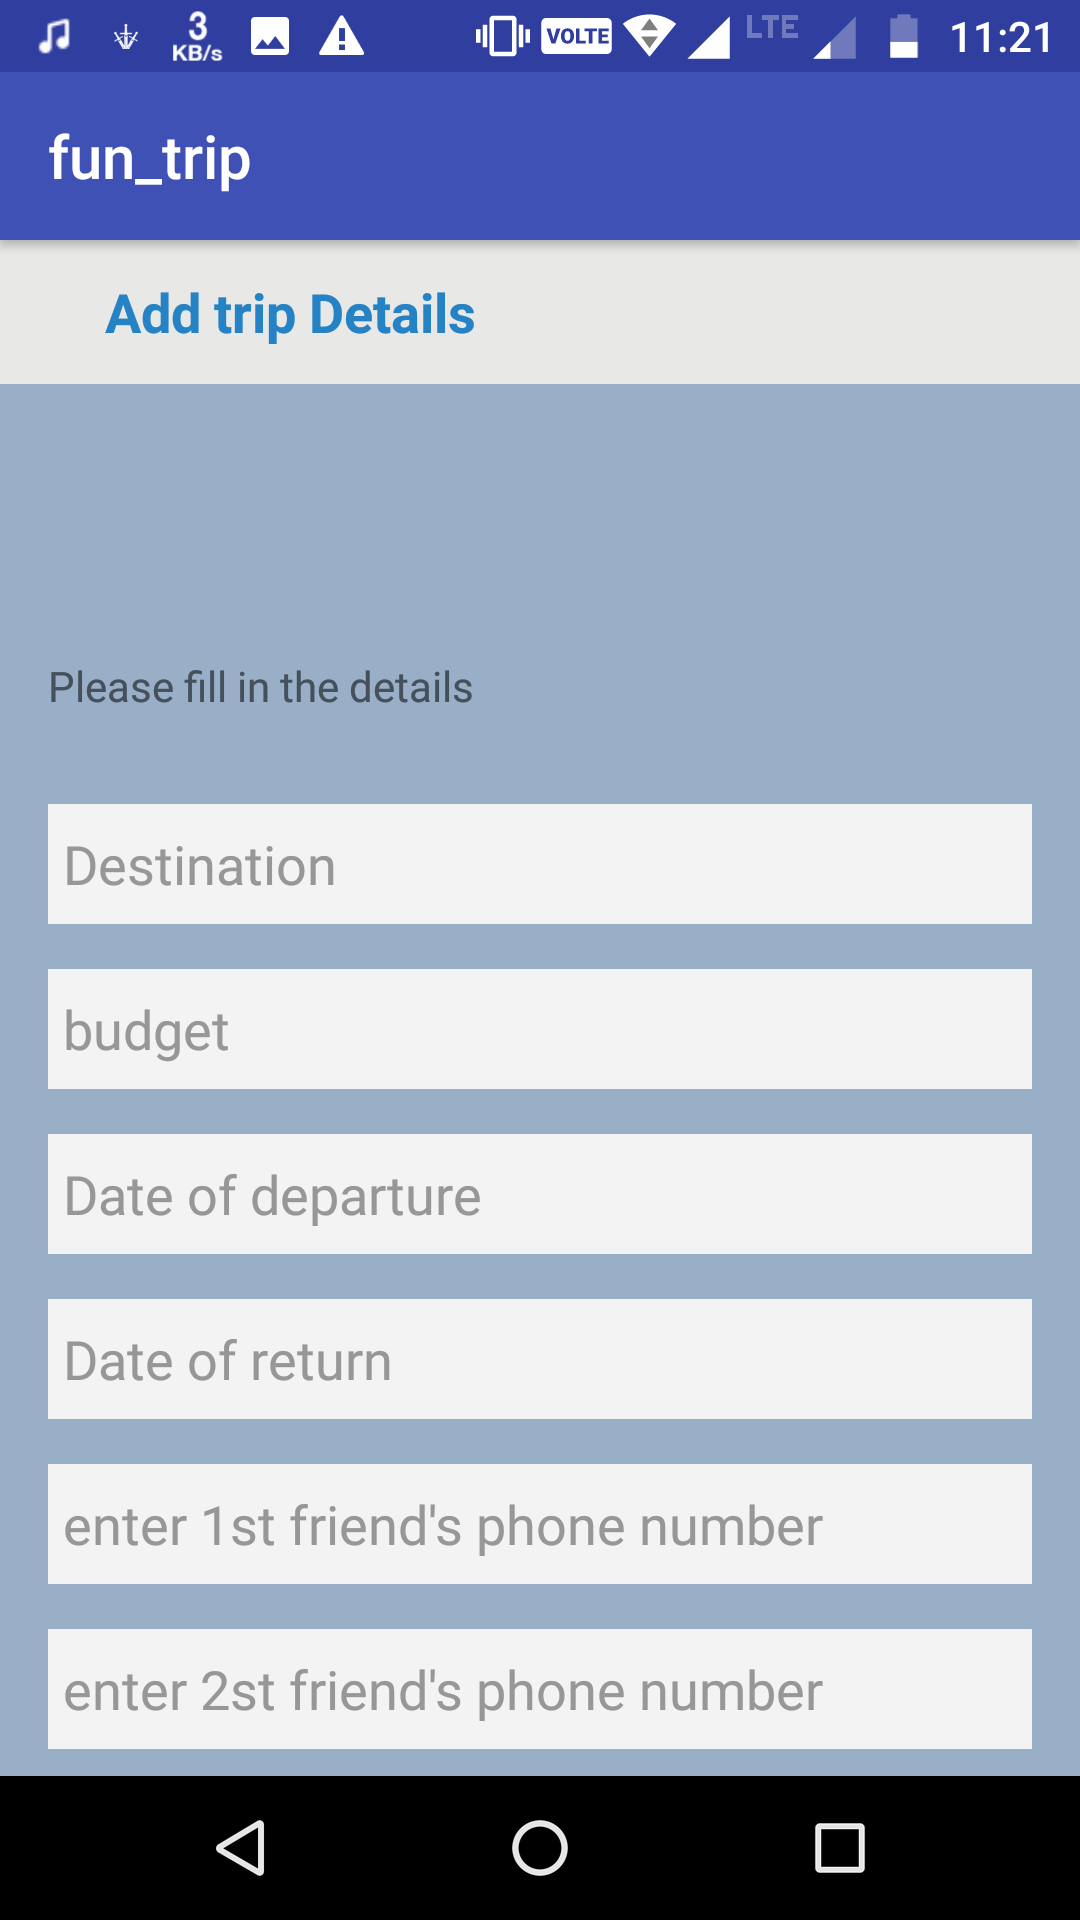 3
KB/s
VOLTE
LTE
11:21
fun_trip
Add trip Details
Please fill in the details
Destination
budget
Date of departure
Date of return
enter 1st friend's phone number
enter 2st friend's phone number